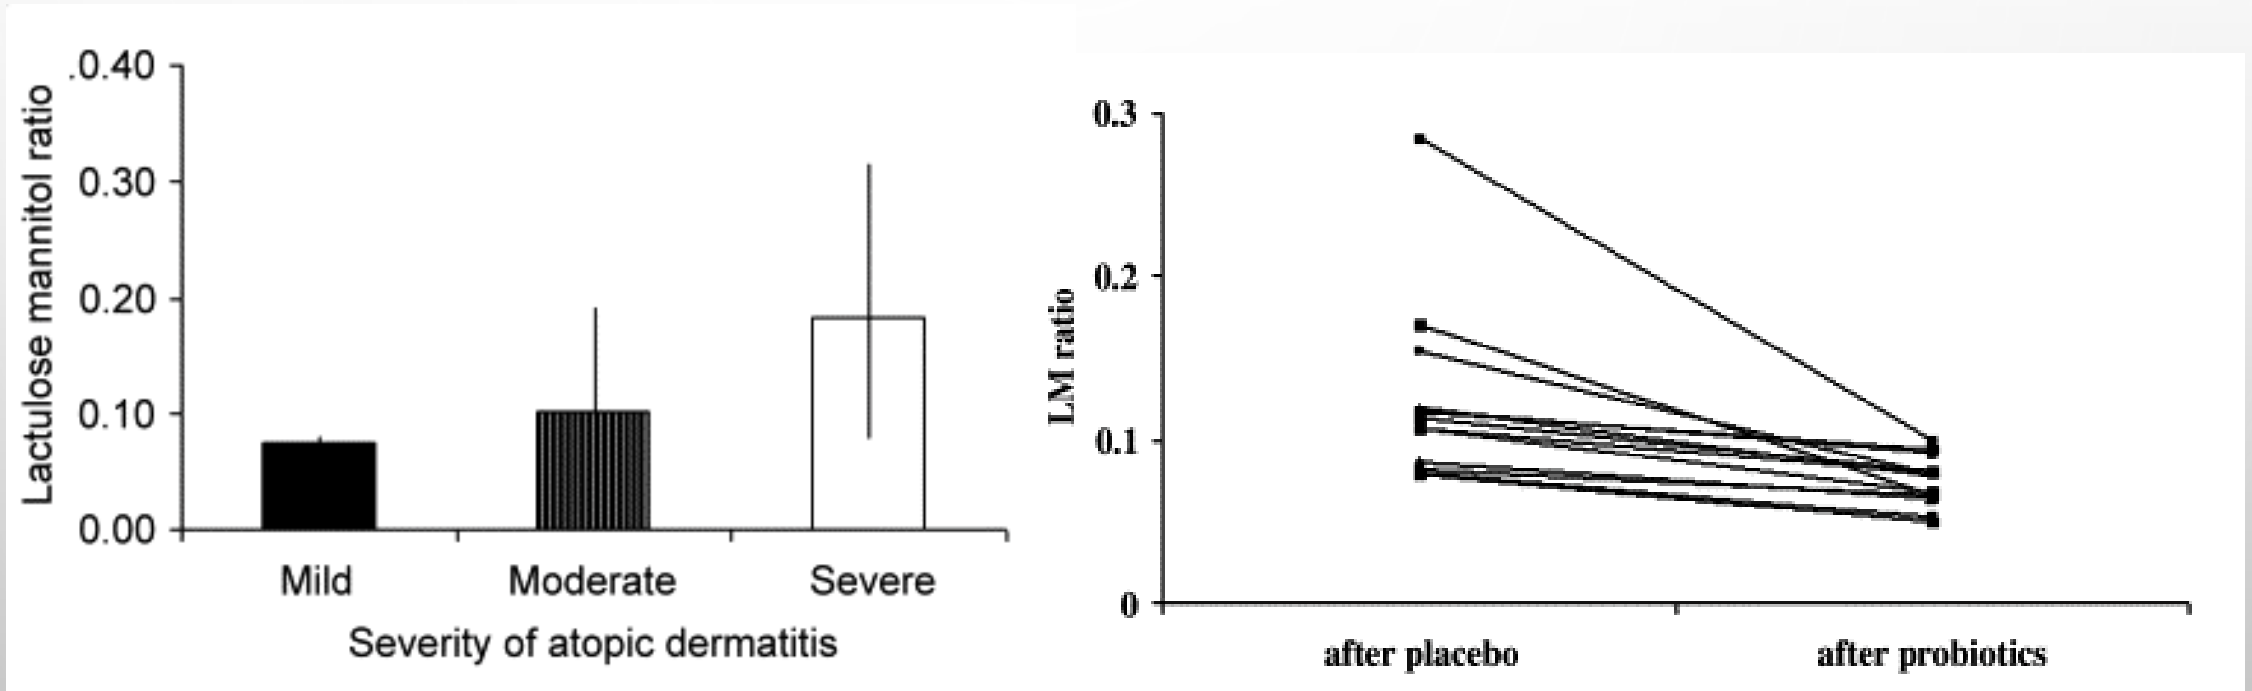 Lactulose mannitol ratio
.0.40
0.30
0.20
0.10
0.00
Mild Moderate Severe
Severity of atopic dermatitis
LM ratio
0.3
0.2
0.1
0
after placebo after probiotics